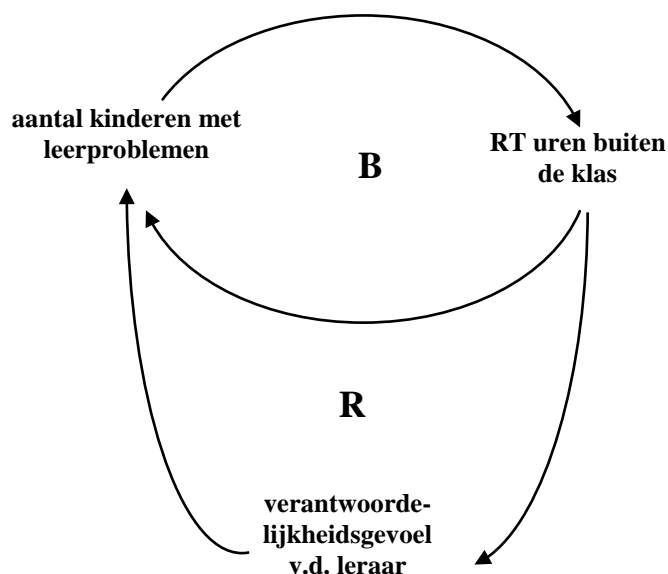 aantal kinderen met
leerproblemen
RT uren buiten
de klas
B
R
verantwoorde-
lijkheidsgevoel
v.d. leraar